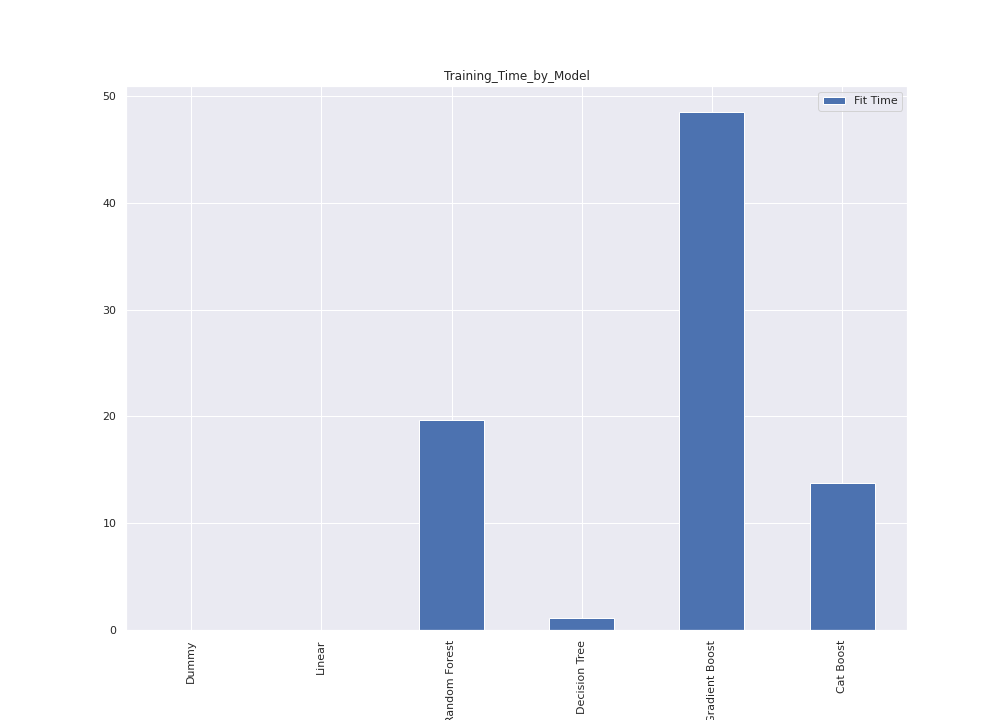 Training_Time_by_Model
Fit Time
50
40
30
20
10
0
Dummy
Linear
Random Forest
Decision Tree
Gradient Boost
Cat Boost